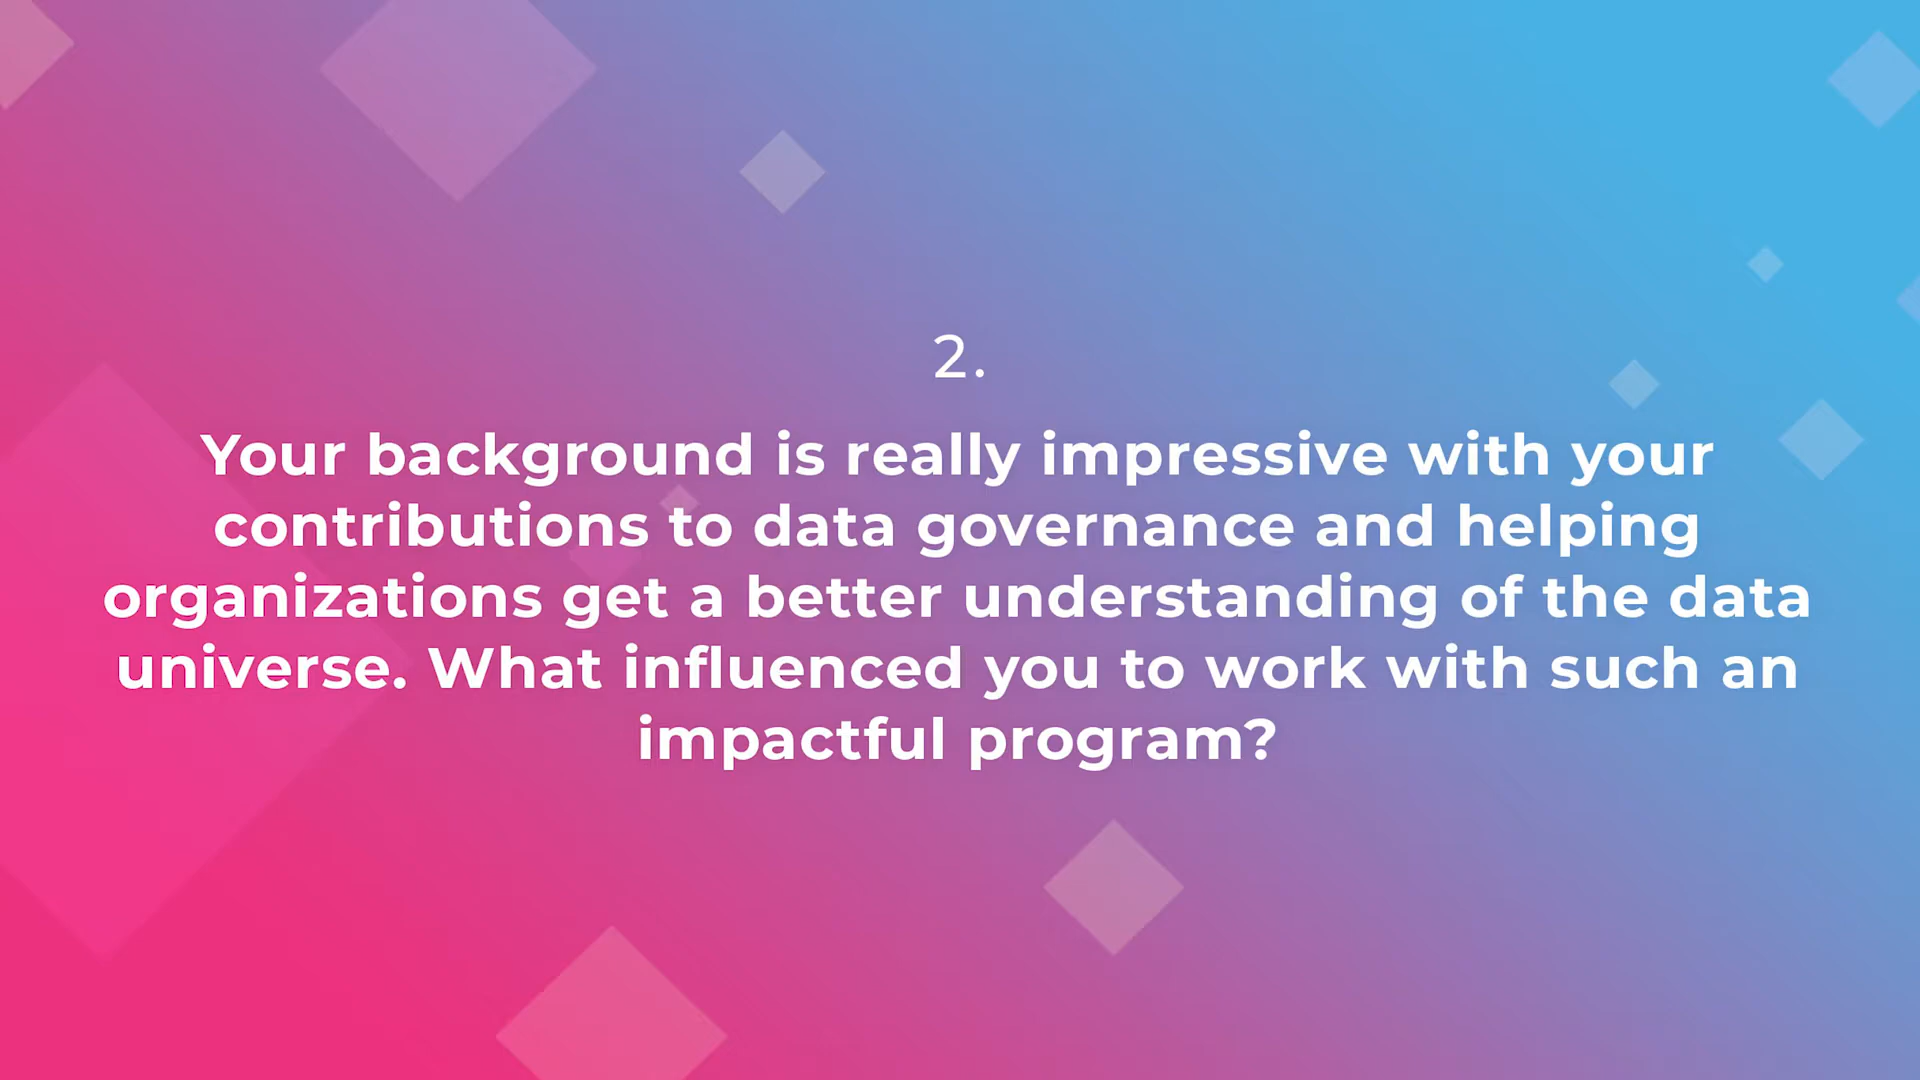 2.
Your background is really impressive with your
contributions to data governance and helping
organizations get a better understanding of the data
universe. What influenced you to work with such an
impactful program?